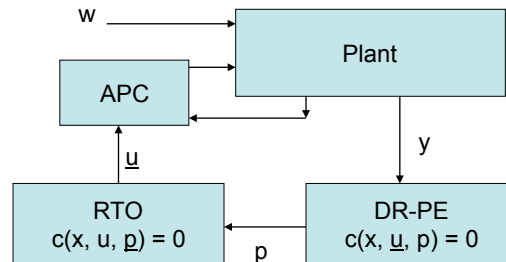 w
Plant
APC
u
y
RTO
c(x, u, p) = 0
p
DR-PE
c(x, u, p) = 0